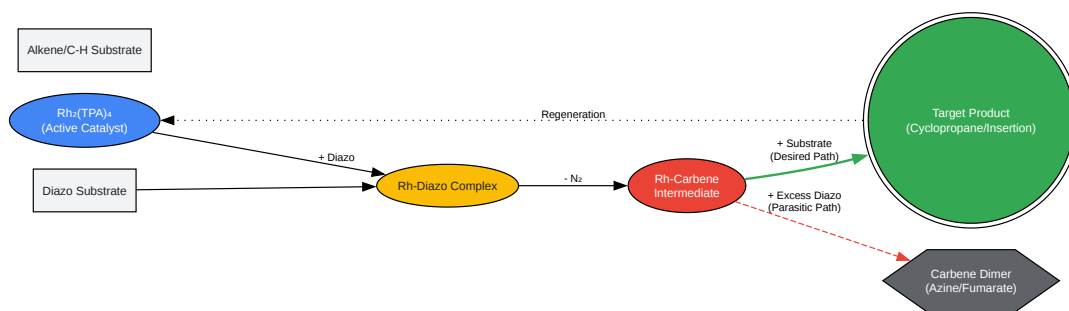 Alkene/C-H Substrate
Rh₂(TPA)₄
(Active Catalyst)
Diazo Substrate
+ Diazo
Rh-Diazo Complex
- N₂
Rh-Carbene
Intermediate
Regeneration
+ Substrate
(Desired Path)
+ Excess Diazo
(Parasitic Path)
Target Product
(Cyclopropane/Insertion)
Carbene Dimer
(Azine/Fumarate)